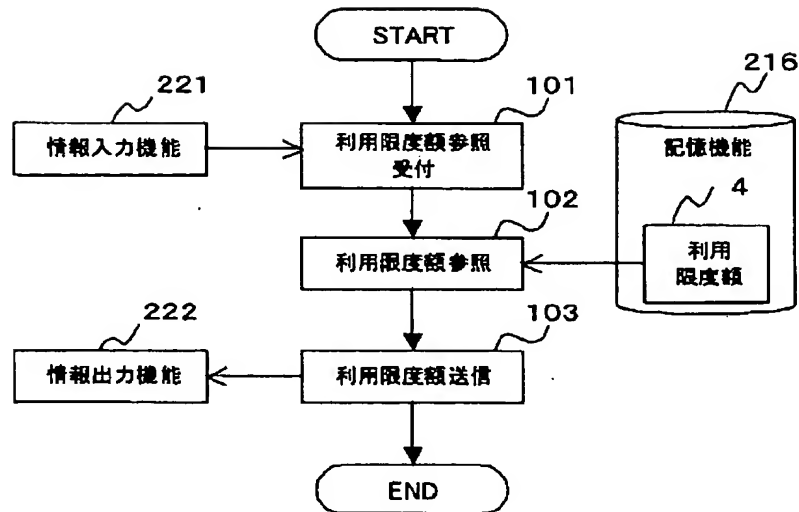 START
221
101
216
情報入力機能
利用限度額参照
受付
記憶機能
4
102
利用限度額参照
利用
限度額
222
103
情報出力機能
利用限度額送信
END